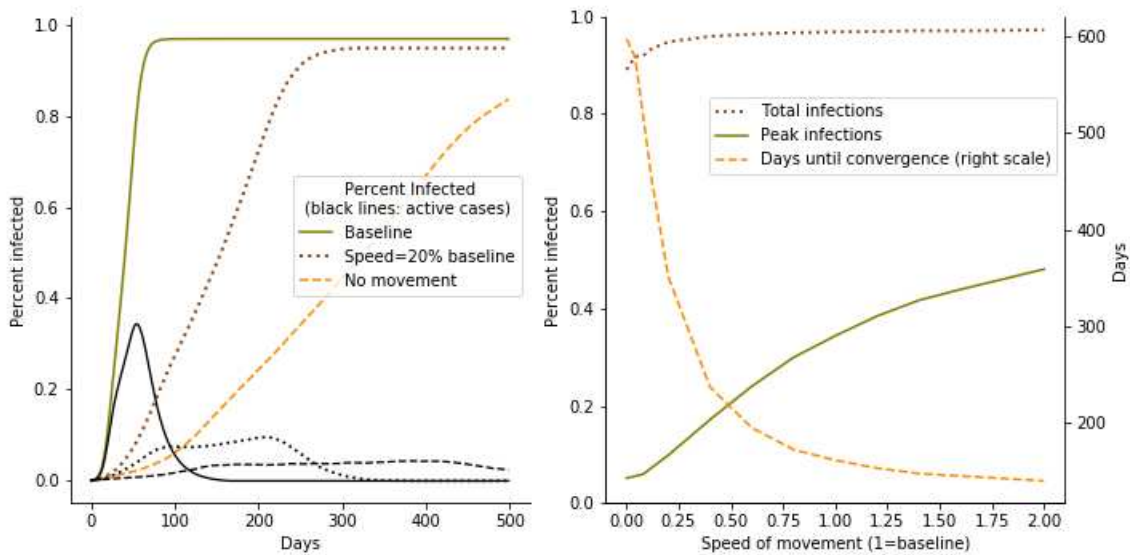 1.0
0.8
0.6
0.4
0.2
0.0
Percent infected
Percent Infected
(black lines: active cases)
Baseline
Speed=20% baseline
No movement
0
100
200
300
400
500
Days
1.0
0.8
0.6
0.4
0.2
0.0
Percent infected
Total infections
Peak infections
Days until convergence (right scale)
600
500
400
300
200
Days
0.00
0.25
0.50
0.75
1.00
1.25
1.50
1.75
2.00
Speed of movement (1=baseline)